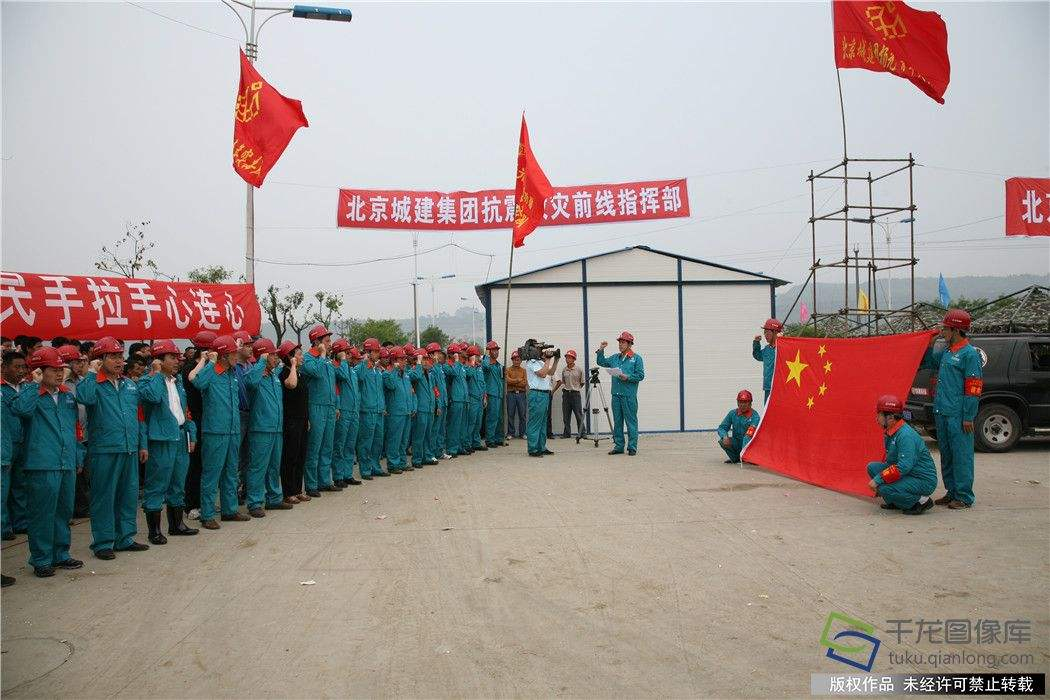 北京城建集团抗震救灾前线指挥部
民手拉手心连心
北京
千龙图像库
tuku.qianlong.com
版权作品 未经许可禁止转载